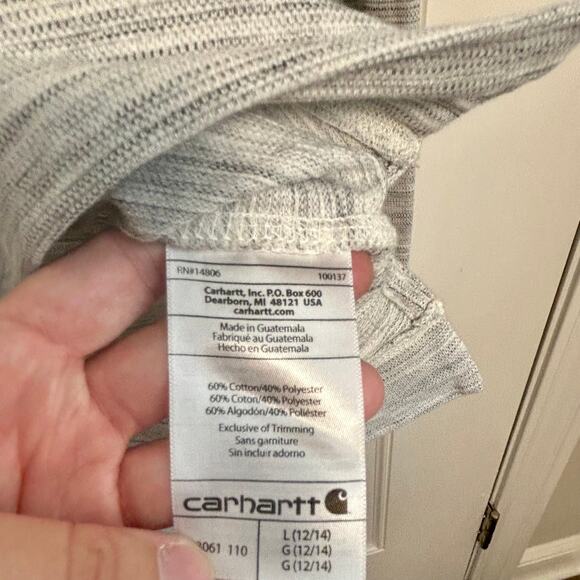 RN#14806 100137
Carhartt, Inc. P.O. Box 600
Dearborn, MI 48121 USA
carhartt.com
Made in Guatemala
Fabriqué au Guatemala
Hecho en Guatemala
60% Cotton/40% Polyester
60% Coton/40% Polyester
60% Algodón/40% Poliéster
Exclusive of Trimming
Sans garniture
Sin incluir adorno
carhartt
061 110
L (12/14)
G (12/14)
G (12/14)